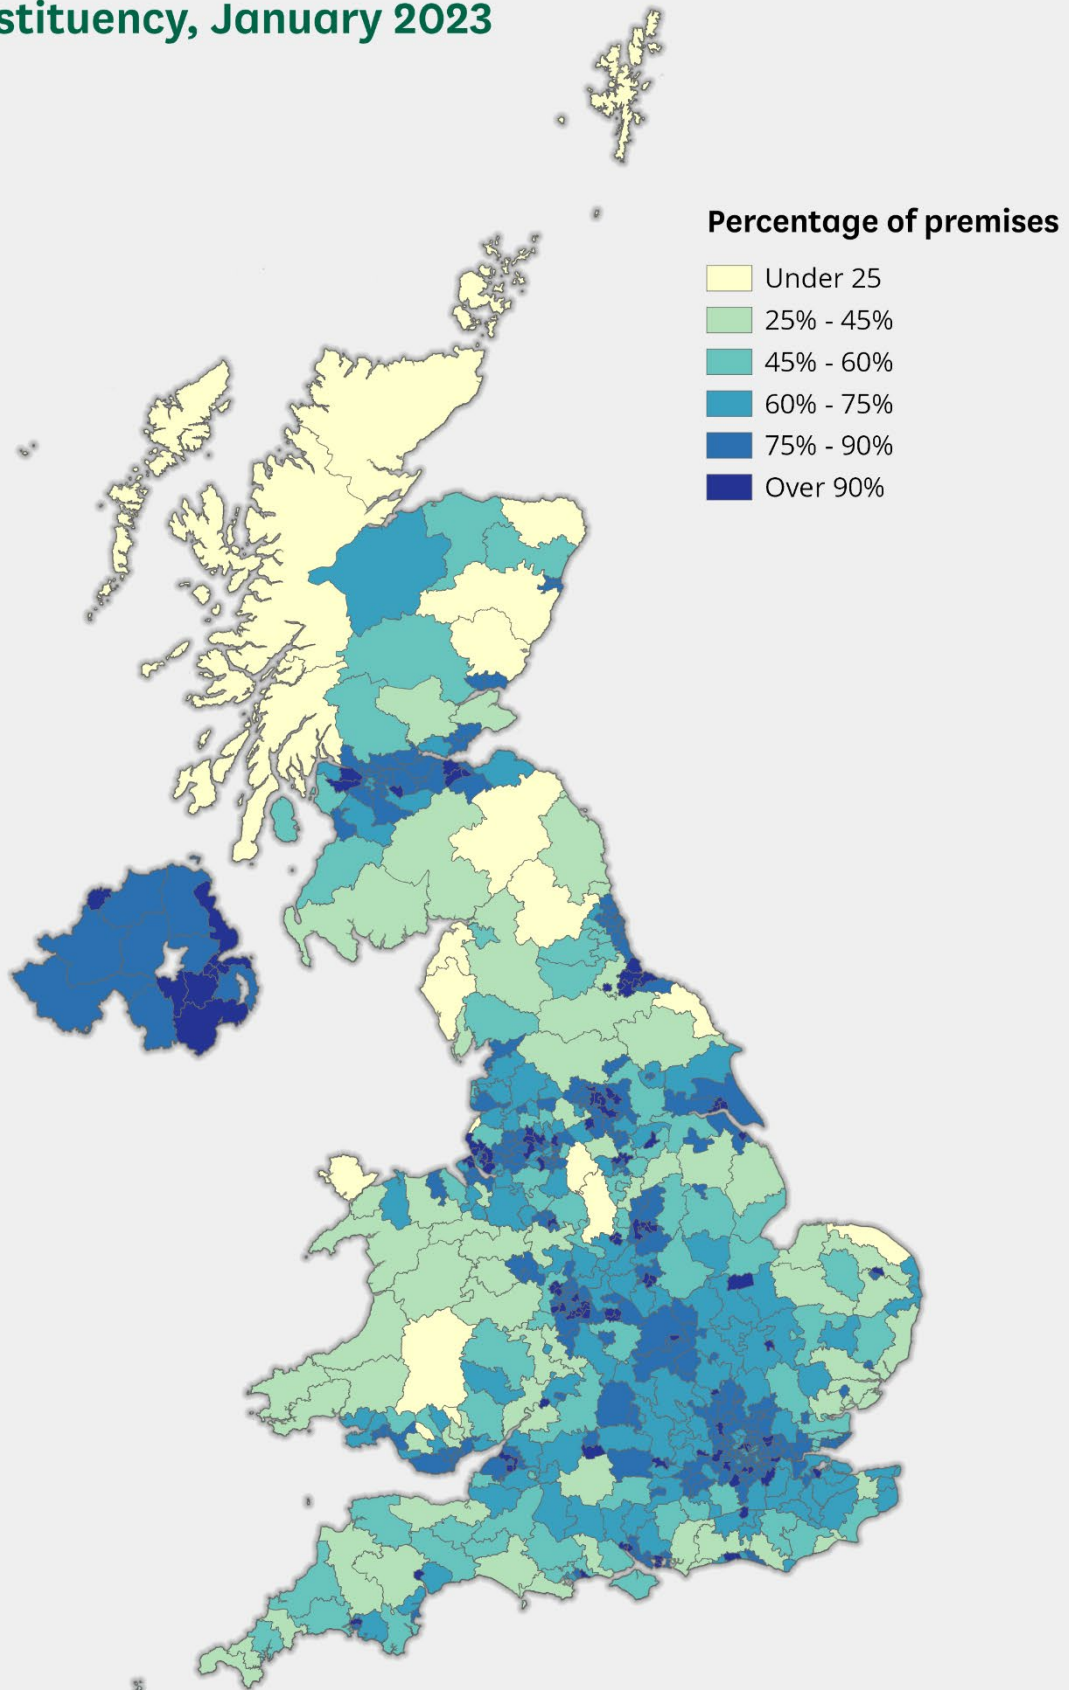 stituency, January 2023
Percentage of premises
Under 25
25% - 45%
45% - 60%
60% - 75%
75% - 90%
Over 90%